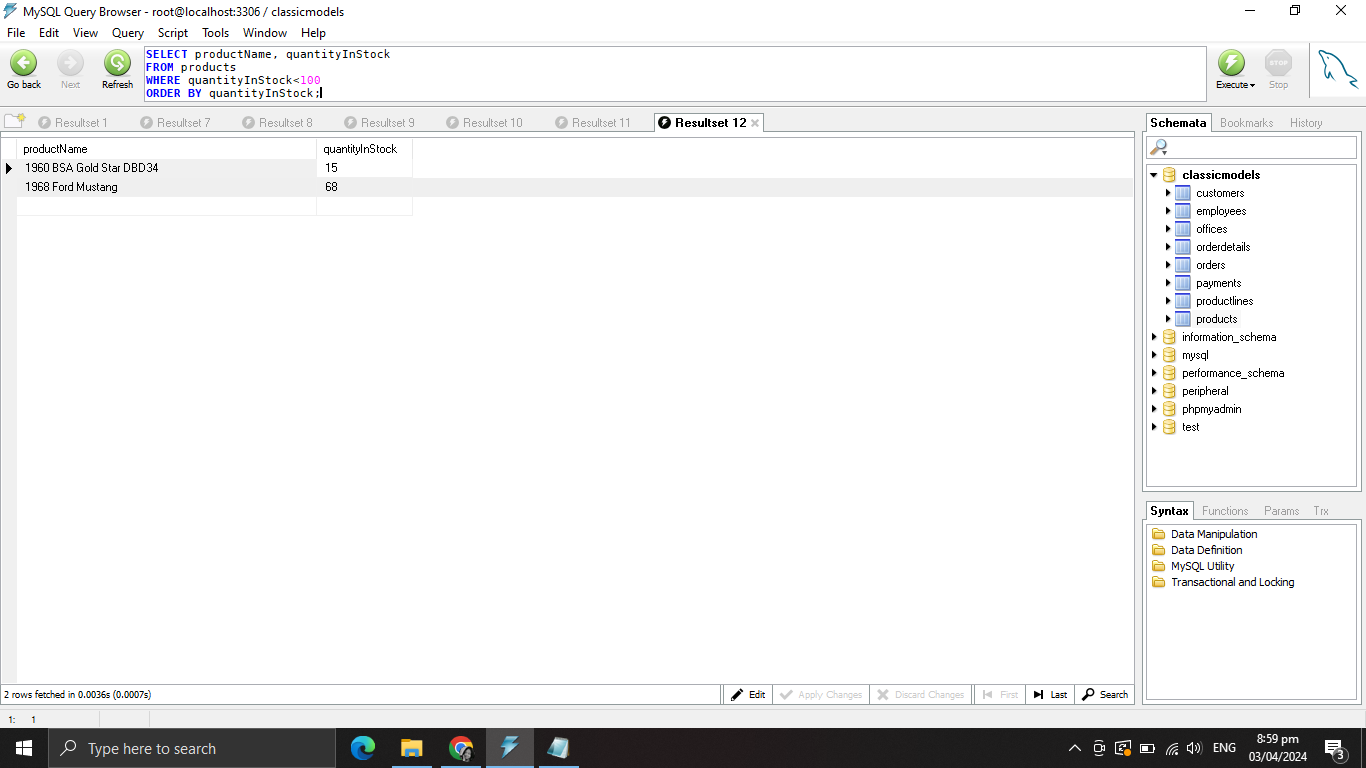 MySQL Query Browser - root@localhost:3306 / classicmodels
File Edit View Query Script Tools Window Help
Go back
Next
Refresh
SELECT productName, quantityInStock
FROM products
WHERE quantityInStock<100
ORDER BY quantityInStock;
Execute
STOP
Stop
Resultset 1
Resultset 7
Resultset 8
Resultset 9
Resultset 10
Resultset 11
Resultset 12
productName quantityInStock
1960 BSA Gold Star DBD34 15
1968 Ford Mustang 68
2 rows fetched in 0.0036s (0.0007s)
Edit
Apply Changes
Discard Changes
First
Last
Search
1: 1
Schemata Bookmarks History
classicmodels
customers
employees
offices
orderdetails
orders
payments
productlines
products
information_schema
mysql
performance_schema
peripheral
phpmyadmin
test
Syntax Functions Params Trx
Data Manipulation
Data Definition
MySQL Utility
Transactional and Locking
Type here to search
ENG
8:59 pm
03/04/2024
3